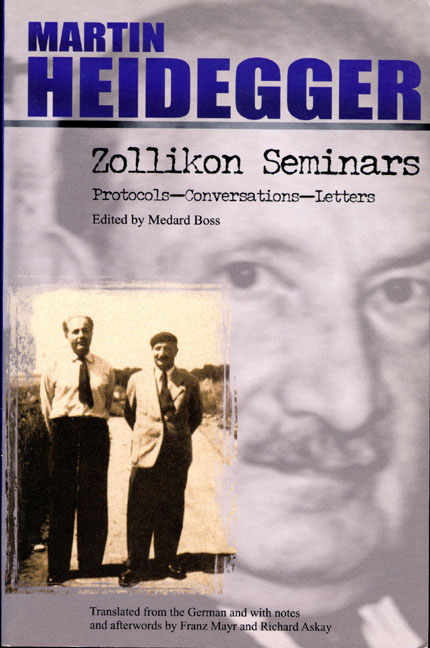 MARTIN
HEIDEGGER
Zollikon Seminars
Protocols—Conversations—Letters
Edited by Medard Boss
Translated from the German and with notes
and afterwords by Franz Mayr and Richard Askay